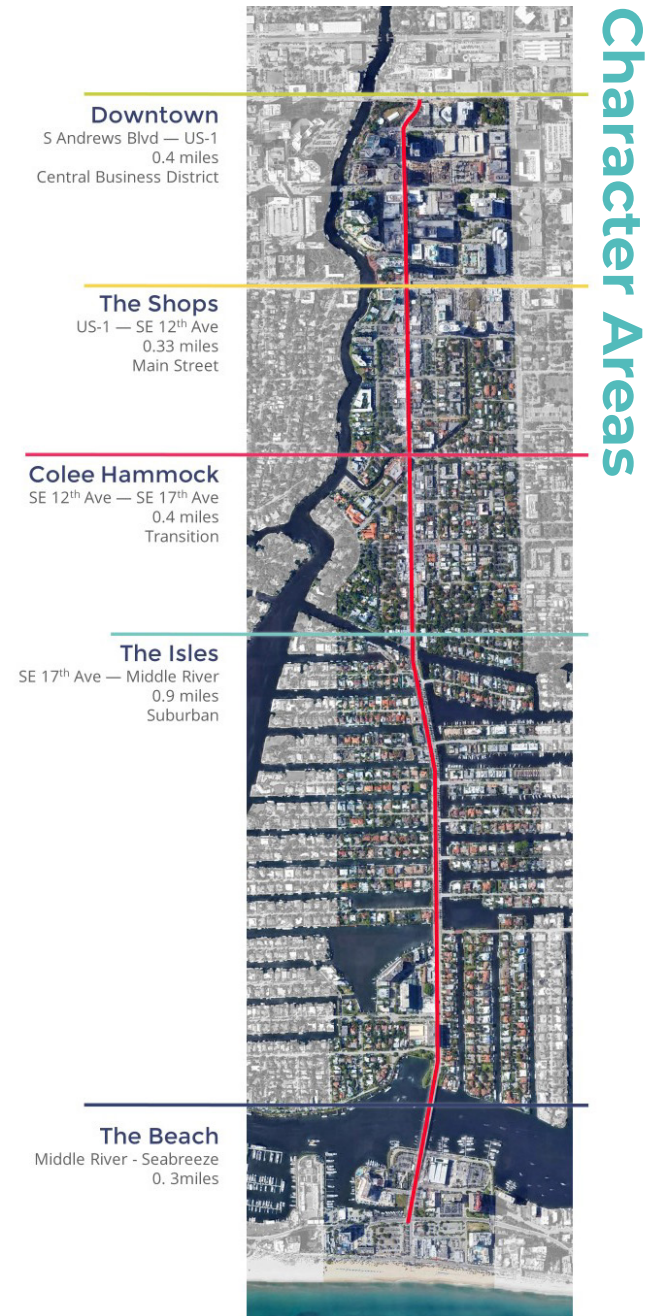 Character Areas
Downtown
S Andrews Blvd — US-1
0.4 miles
Central Business District
The Shops
US-1 — SE 12th Ave
0.33 miles
Main Street
Colee Hammock
SE 12th Ave — SE 17th Ave
0.4 miles
Transition
The Isles
SE 17th Ave — Middle River
0.9 miles
Suburban
The Beach
Middle River - Seabreeze
0. 3miles